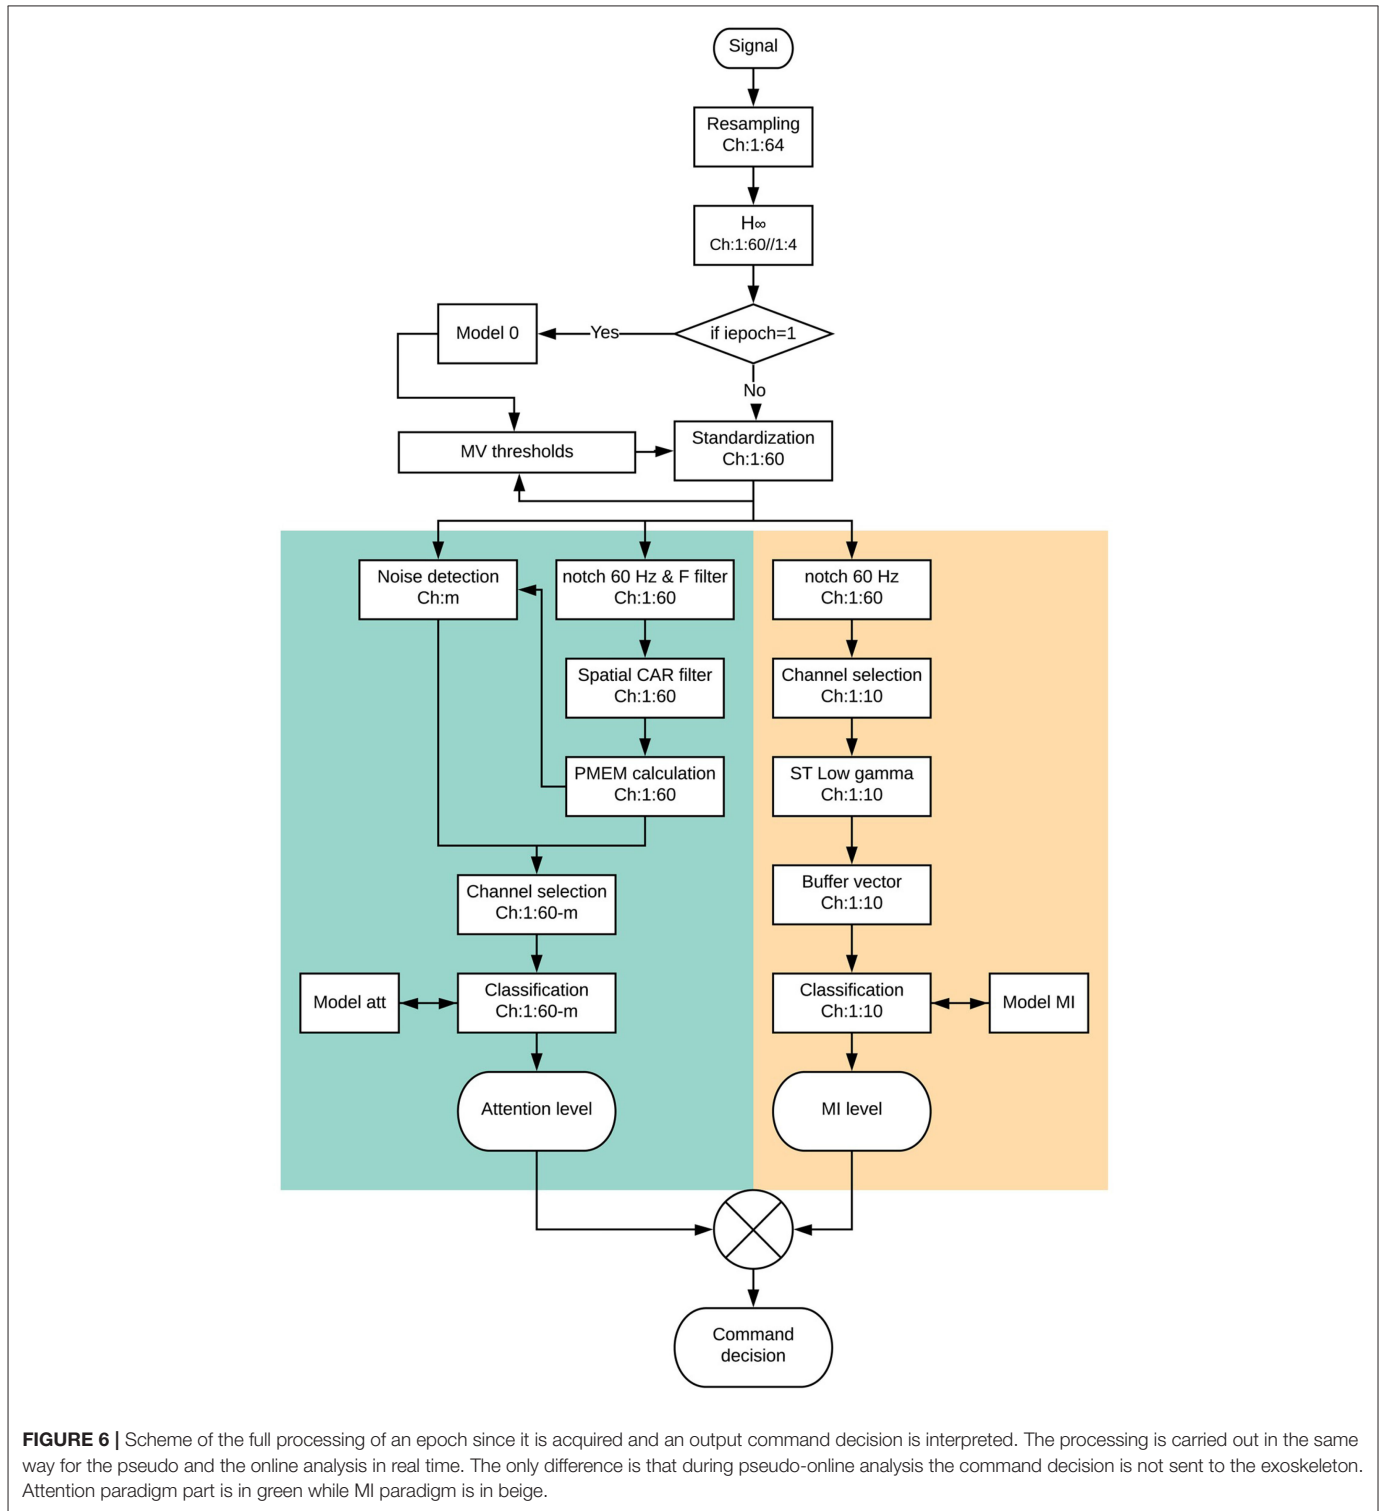 Signal
Resampling
Ch:1:64
H∞
Ch:1:60//1:4
if iepoch=1
Yes
Model 0
No
MV thresholds
Standardization
Ch:1:60
Noise detection
Ch:m
notch 60 Hz & F filter
Ch:1:60
notch 60 Hz
Ch:1:60
Spatial CAR filter
Ch:1:60
Channel selection
Ch:1:10
PMEM calculation
Ch:1:60
ST Low gamma
Ch:1:10
Channel selection
Ch:1:60-m
Buffer vector
Ch:1:10
Model att
Classification
Ch:1:60-m
Classification
Ch:1:10
Model MI
Attention level
MI level
Command
decision
FIGURE 6 | Scheme of the full processing of an epoch since it is acquired and an output command decision is interpreted. The processing is carried out in the same
way for the pseudo and the online analysis in real time. The only difference is that during pseudo-online analysis the command decision is not sent to the exoskeleton.
Attention paradigm part is in green while MI paradigm is in beige.